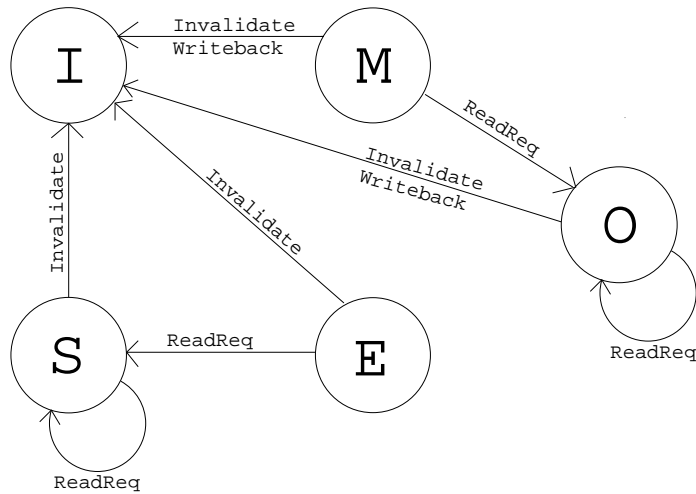 Invalidate
Writeback
I
M
ReadReq
Invalidate
Writeback
Invalidate
Invalidate
O
ReadReq
ReadReq
S
E
ReadReq